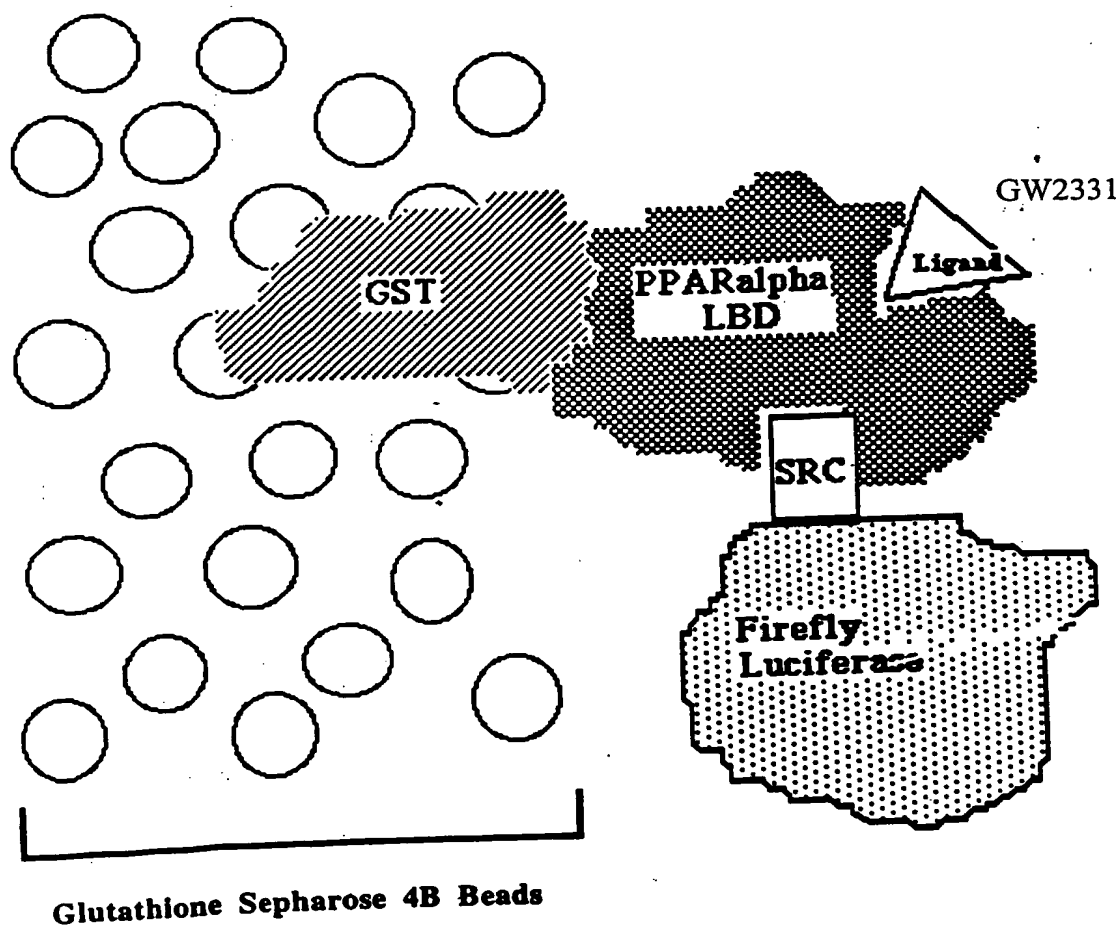 GW2331
Ligand
GST
PPARalpha
LBD
SRC
Firefly
Luciferase
Glutathione Sepharose 4B Beads